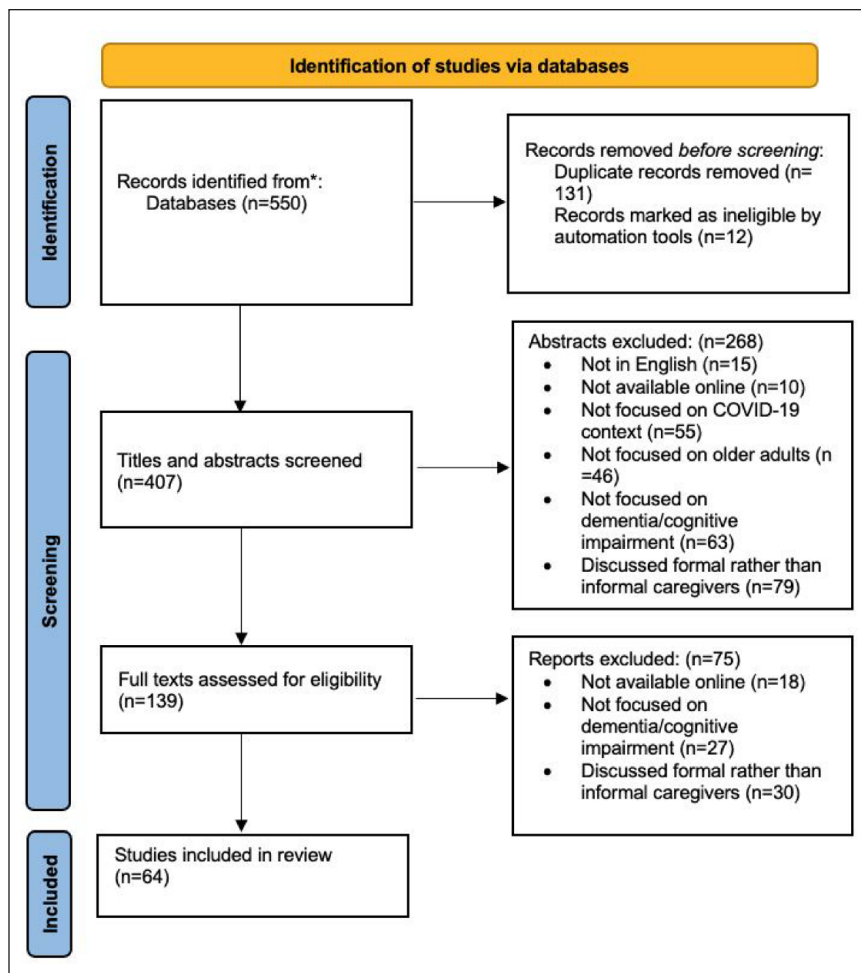 Identification of studies via databases
Identification
Records identified from*:
Databases (n=550)
Records removed before screening:
Duplicate records removed (n=
131)
Records marked as ineligible by
automation tools (n=12)
Screening
Titles and abstracts screened
(n=407)
Abstracts excluded: (n=268)
• Not in English (n=15)
• Not available online (n=10)
• Not focused on COVID-19
context (n=55)
• Not focused on older adults (n
=46)
• Not focused on
dementia/cognitive
impairment (n=63)
• Discussed formal rather than
informal caregivers (n=79)
Full texts assessed for eligibility
(n=139)
Reports excluded: (n=75)
• Not available online (n=18)
• Not focused on
dementia/cognitive
impairment (n=27)
• Discussed formal rather than
informal caregivers (n=30)
Included
Studies included in review
(n=64)